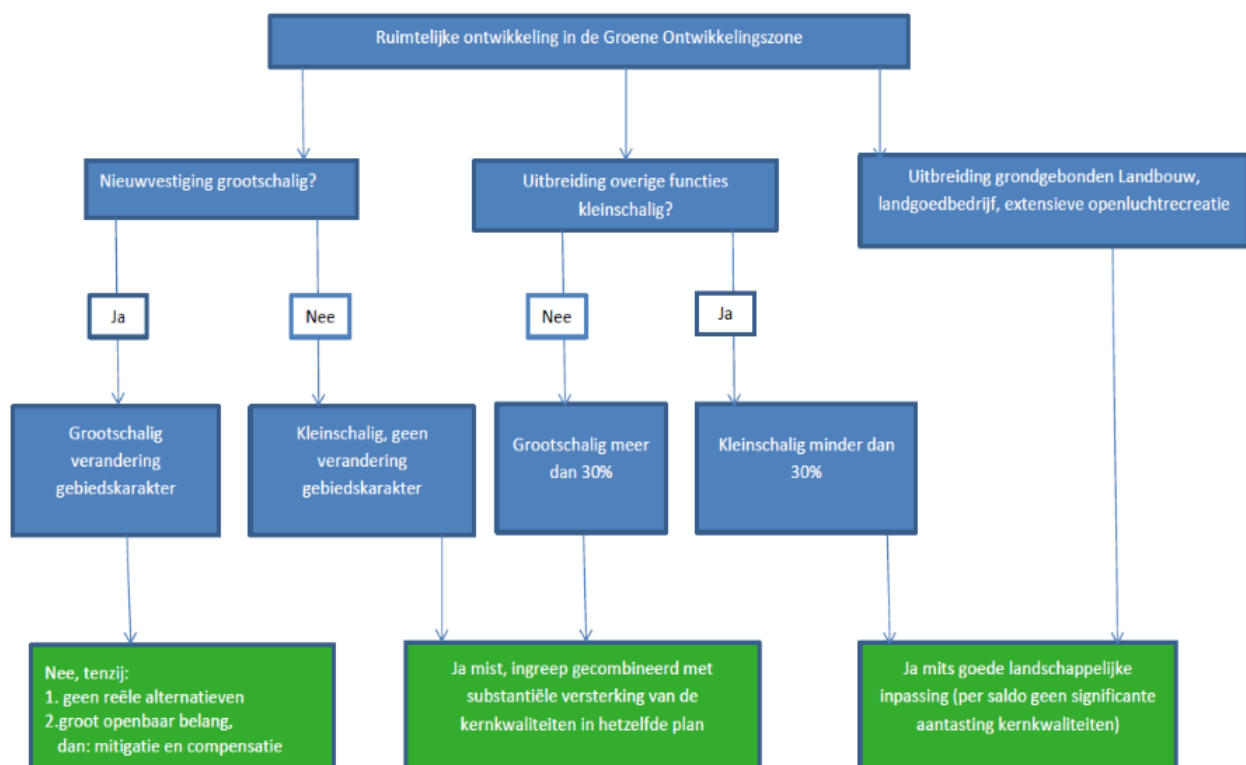 Ruimtelijke ontwikkeling in de Groene Ontwikkelingszone
Nieuwvestiging grootschalig?
Uitbreiding overige functies
kleinschalig?
Uitbreiding grondgebonden Landbouw,
landgoedbedrijf, extensieve openluchtrecreatie
Ja
Nee
Nee
Ja
Grootschalig
verandering
gebiedskarakter
Kleinschalig, geen
verandering
gebiedskarakter
Grootschalig meer
dan 30%
Kleinschalig minder dan
30%
Nee, tenzij:
1. geen reële alternatieven
2.groot openbaar belang,
dan: mitigatie en compensatie
Ja mist, ingreep gecombineerd met
substantiële versterking van de
kernkwaliteiten in hetzelfde plan
Ja mits goede landschappelijke
inpassing (per saldo geen significante
aantasting kernkwaliteiten)